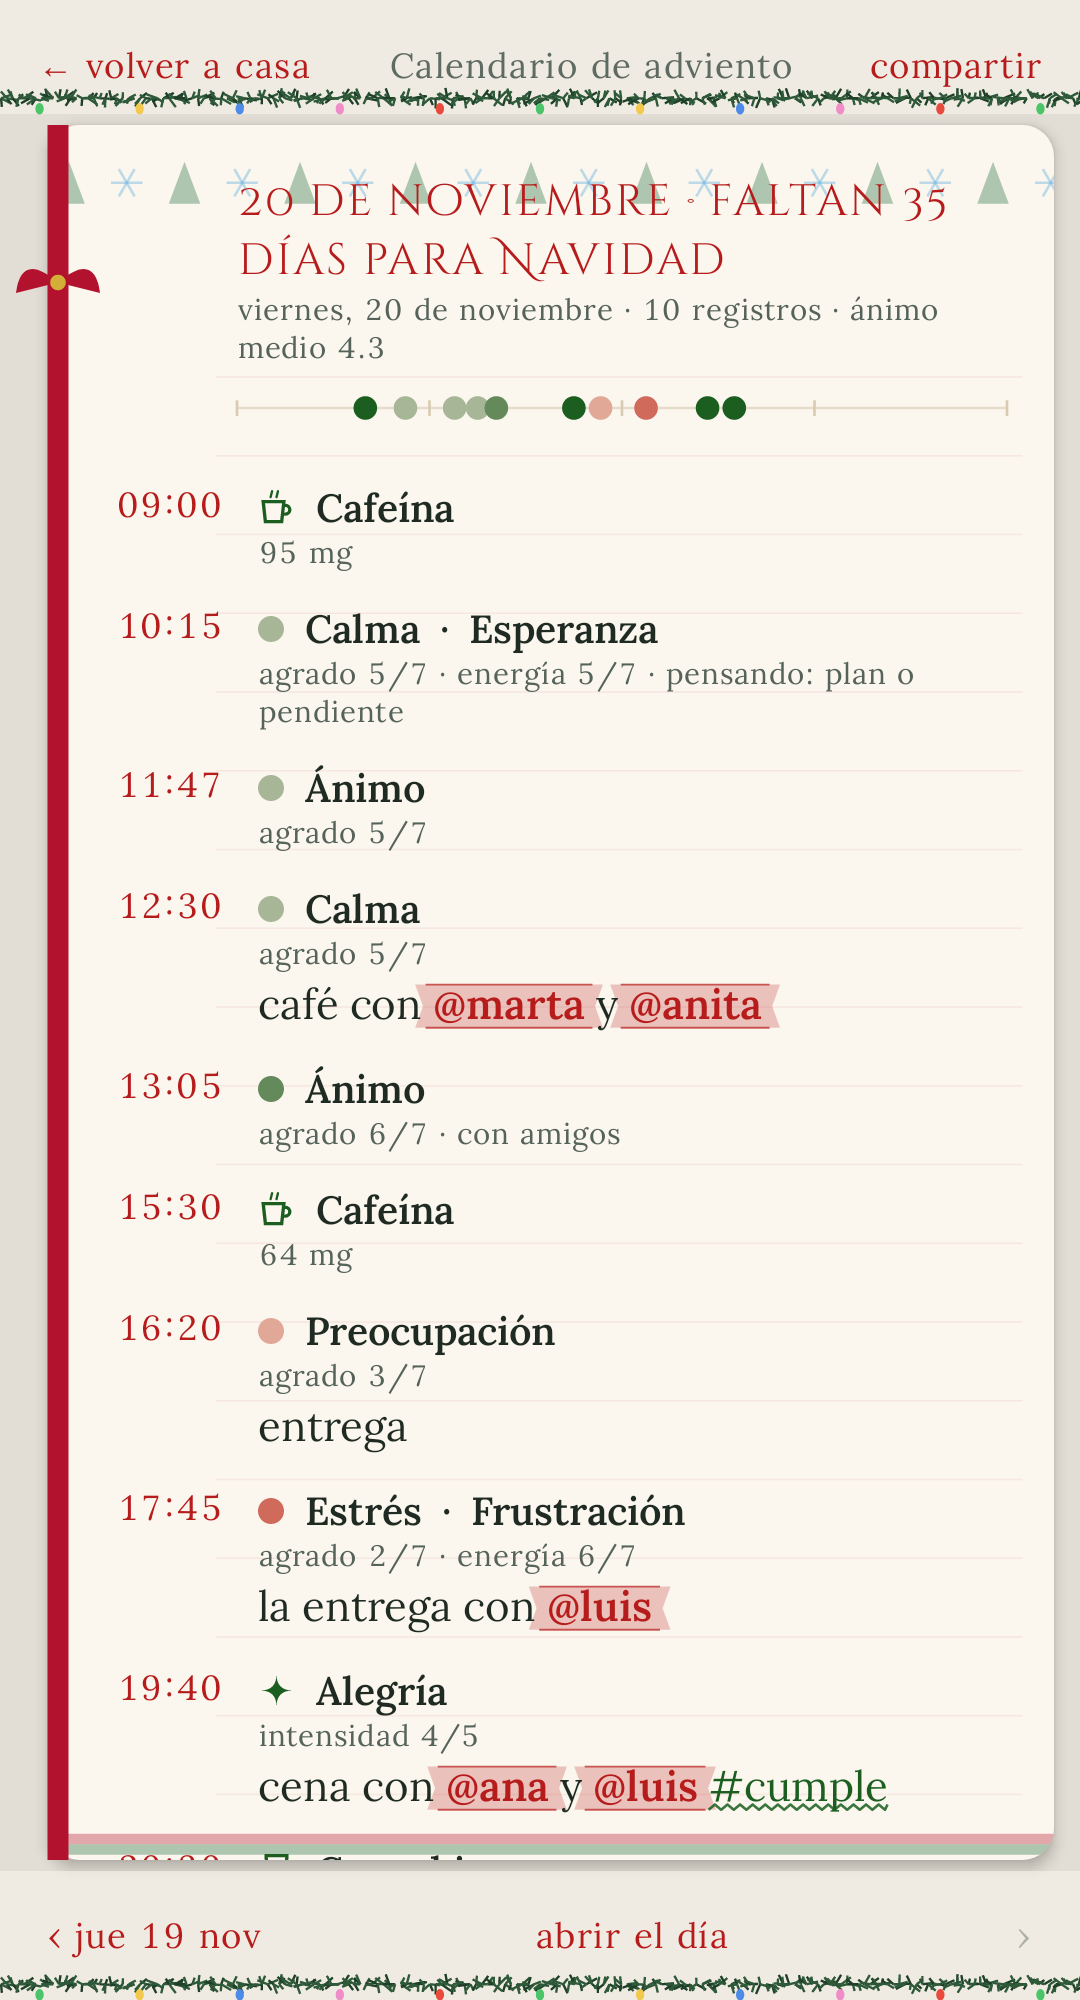 ← volver a casa
Calendario de adviento
compartir
20 DE NOVIEMBRE · FALTAN 35
DÍAS PARA NAVIDAD
viernes, 20 de noviembre · 10 registros · ánimo
medio 4.3
09:00 Cafeína
95 mg
10:15 Calma · Esperanza
agrado 5/7 · energía 5/7 · pensando: plan o
pendiente
11:47 Ánimo
agrado 5/7
12:30 Calma
agrado 5/7
café con @marta y @anita
13:05 Ánimo
agrado 6/7 · con amigos
15:30 Cafeína
64 mg
16:20 Preocupación
agrado 3/7
entrega
17:45 Estrés · Frustración
agrado 2/7 · energía 6/7
la entrega con @luis
19:40 ✦ Alegría
intensidad 4/5
cena con @ana y @luis #cumple
‹ jue 19 nov
abrir el día
›